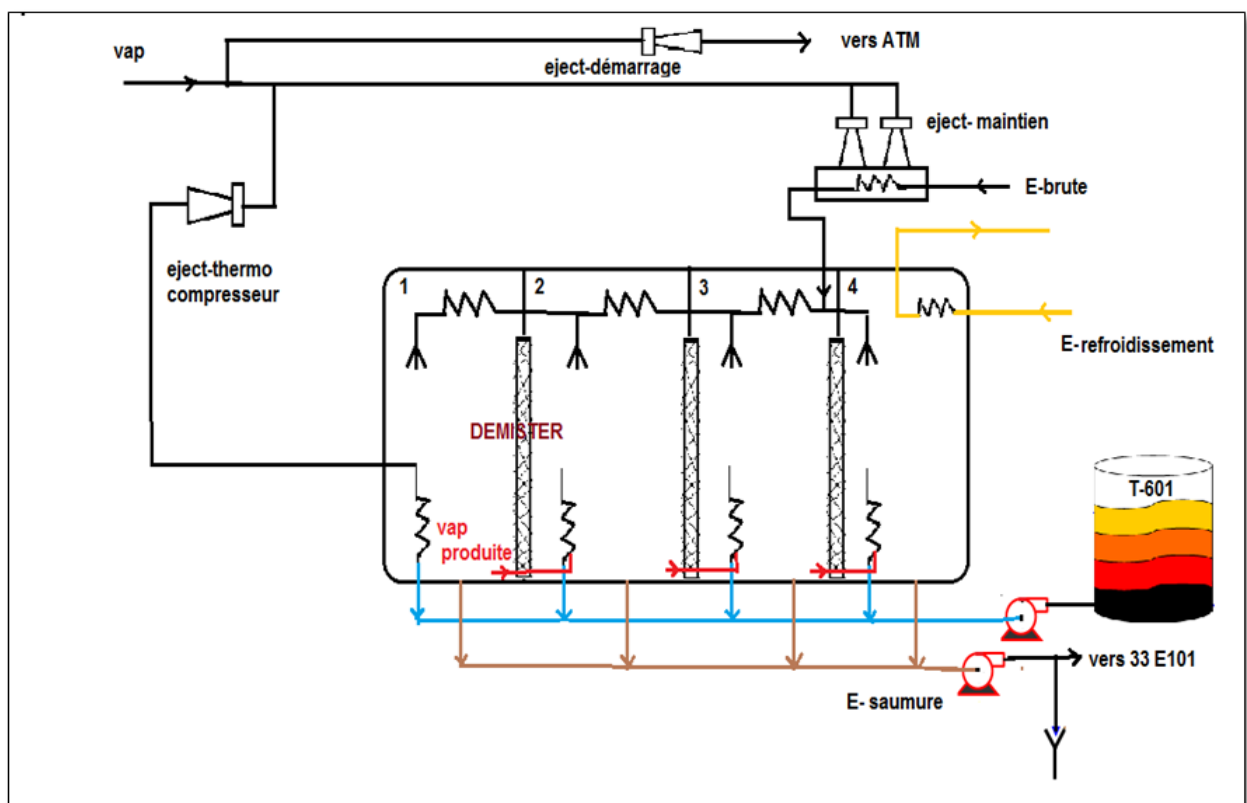 vap
vers ATM
eject-démarrage
eject- maintien
E-brute
eject-thermo
compresseur
1
2
3
4
E- refroidissement
DEMISTER
T-601
vap
produite
vers 33 E101
E- saumure